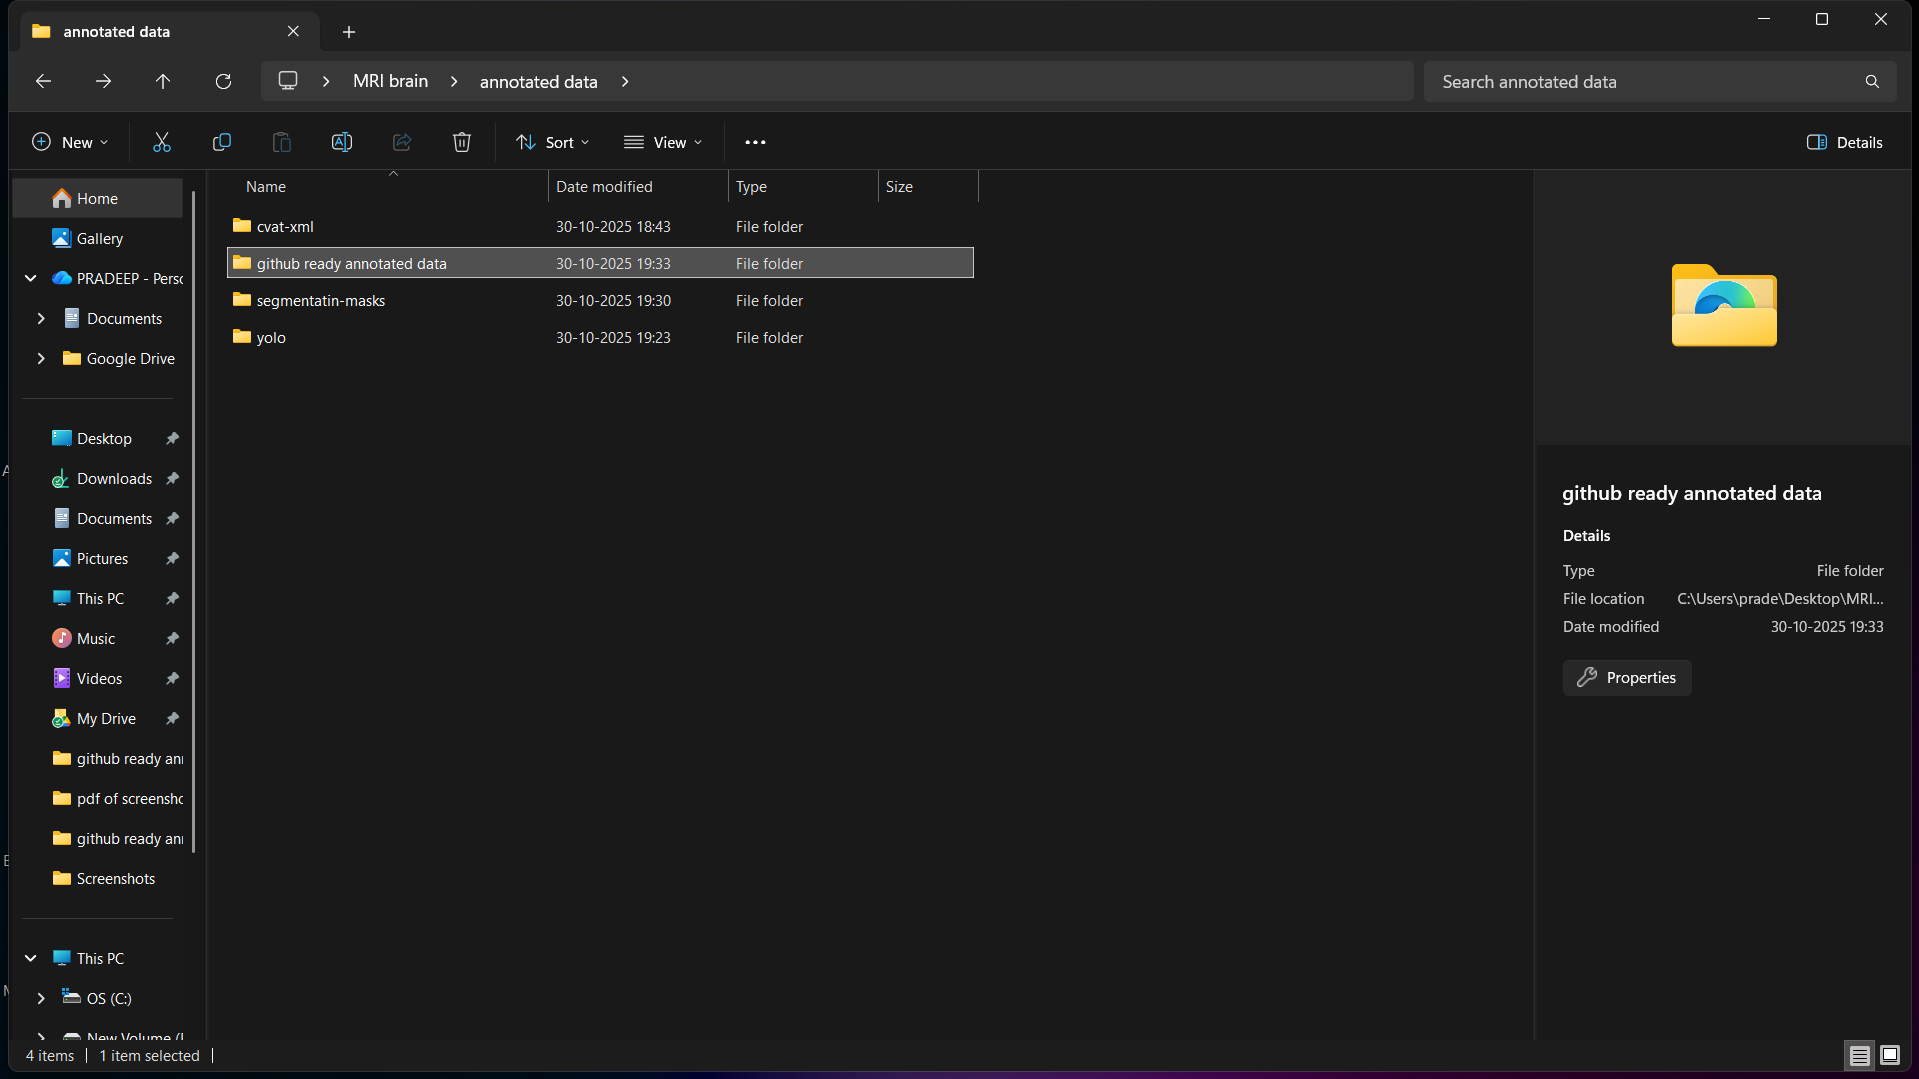 annotated data
MRI brain
annotated data
Search annotated data
New
Sort
View
Details
Home
Gallery
PRADEEP - Perso
Documents
Google Drive
Desktop
Downloads
Documents
Pictures
This PC
Music
Videos
My Drive
github ready ann
pdf of screensho
github ready ann
Screenshots
This PC
OS (C:)
New Volume (
Name Date modified Type Size
cvat-xml 30-10-2025 18:43 File folder
github ready annotated data 30-10-2025 19:33 File folder
segmentatin-masks 30-10-2025 19:30 File folder
yolo 30-10-2025 19:23 File folder
github ready annotated data
Details
Type File folder
File location C:\Users\prade\Desktop\MRI...
Date modified 30-10-2025 19:33
Properties
4 items 1 item selected